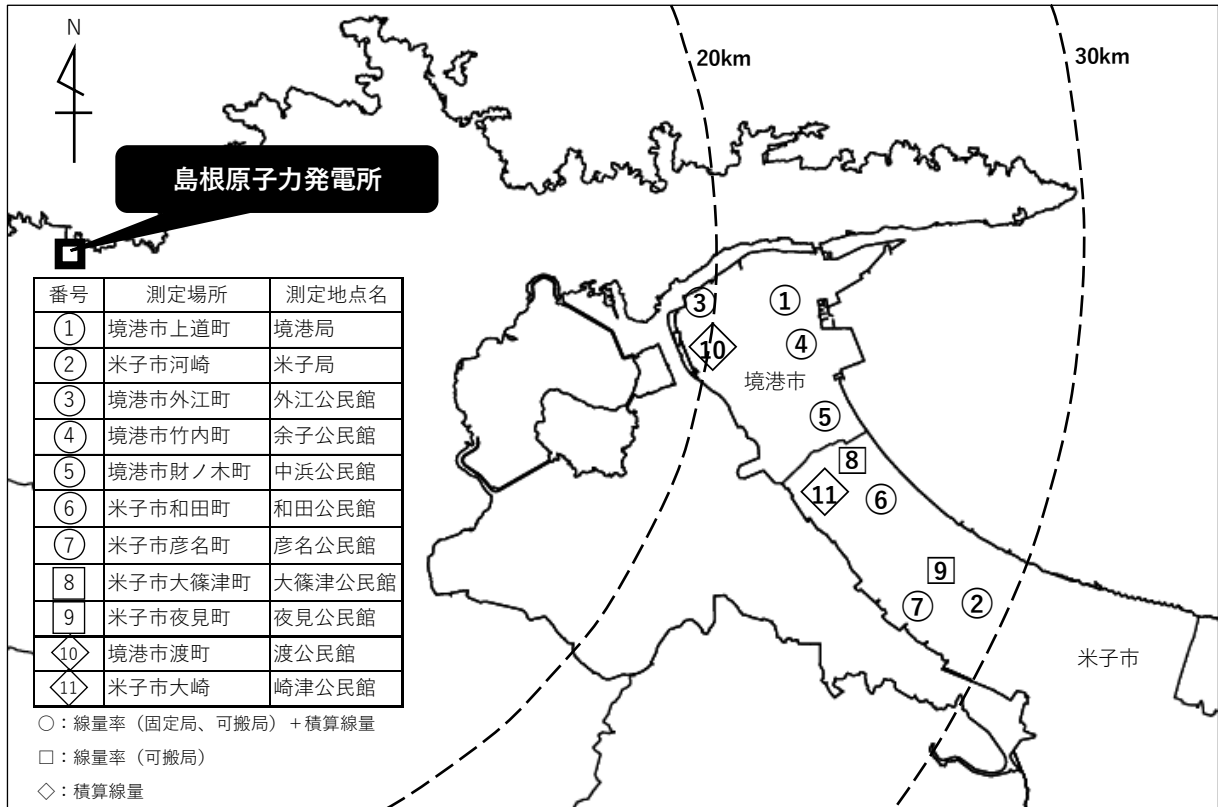 N
20km
30km
島根原子力発電所
番号 測定場所 測定地点名
① 境港市上道町 境港局
② 米子市河崎 米子局
③ 境港市外江町 外江公民館
④ 境港市竹内町 余子公民館
⑤ 境港市財ノ木町 中浜公民館
⑥ 米子市和田町 和田公民館
⑦ 米子市彦名町 彦名公民館
8 米子市大篠津町 大篠津公民館
9 米子市夜見町 夜見公民館
10 境港市渡町 渡公民館
11 米子市大崎 崎津公民館
○：線量率（固定局、可搬局）＋積算線量
□：線量率（可搬局）
◇：積算線量
③
①
10
④
境港市
⑤
8
11
⑥
9
⑦
②
米子市